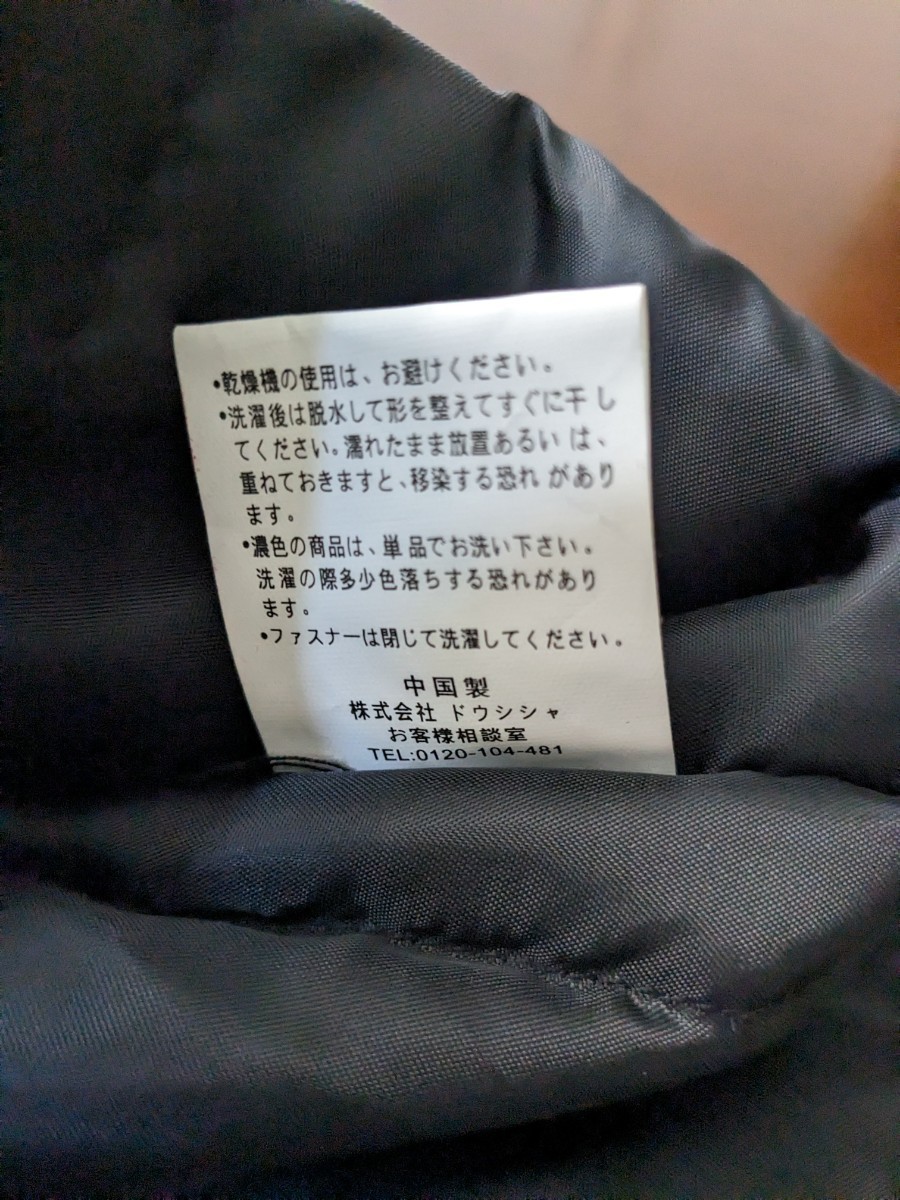 •乾燥機の使用は、お避けください。
•洗濯後は脱水して形を整えてすぐに干し
てください。濡れたまま放置あるいは、
重ねておきますと、移染する恐れがあり
ます。
•濃色の商品は、単品でお洗い下さい。
洗濯の際多少色落ちする恐れがあり
ます。
•ファスナーは閉じて洗濯してください。
中国製
株式会社 ドウシシャ
お客様相談室
TEL:0120-104-481